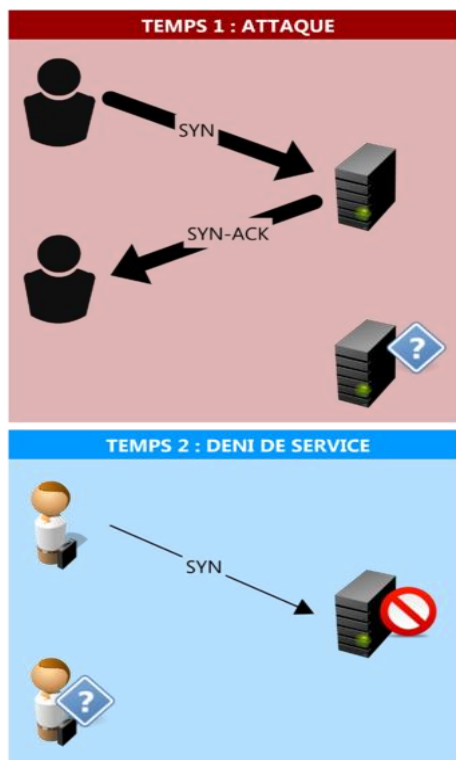 TEMPS 1 : ATTAQUE
SYN
SYN-ACK
?
TEMPS 2 : DENI DE SERVICE
SYN
?